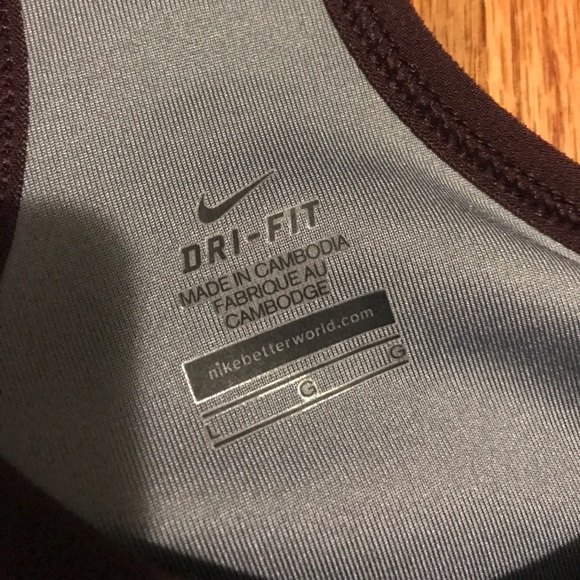 DRI-FIT
MADE IN CAMBODIA
FABRIQUE AU
CAMBODGE
nikebetterworld.com
L G G